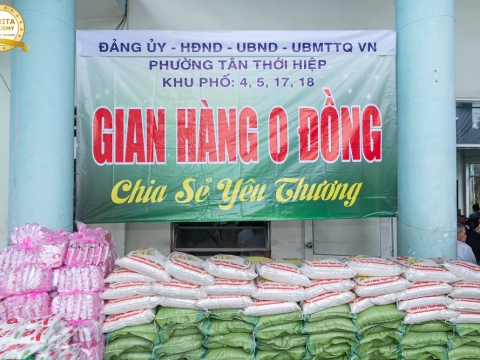 RITA
ĐẢNG ỦY - HĐND - UBND - UBMTTQ VN
PHƯỜNG TÂN THỚI HIỆP
KHU PHỐ: 4, 5, 17, 18
GIAN HÀNG 0 ĐỒNG
Chia Sẻ Yêu Thương